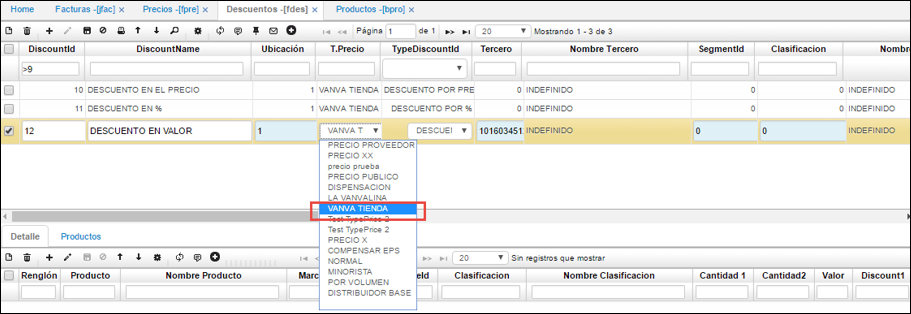 Home Facturas -[jfac] x Precios -[fpre] x Descuentos -[fdes] x Productos -[bpro] x
Página 1 de 1 20 Mostrando 1 - 3 de 3
DiscountId DiscountName Ubicación T.Precio TypeDiscountId Tercero Nombre Tercero SegmentId Clasificacion Nomb
>9
10 DESCUENTO EN EL PRECIO 1 VANVA TIENDA DESCUENTO POR PRE 0 INDEFINIDO 0 0 INDEFINIDO
11 DESCUENTO EN % 1 VANVA TIENDA DESCUENTO POR % 0 INDEFINIDO 0 0 INDEFINIDO
12 DESCUENTO EN VALOR 1 VANVA T DESCUEI 1016034512 INDEFINIDO 0 0 INDEFINIDO
PRECIO PROVEEDOR
PRECIO XX
precio prueba
PRECIO PUBLICO
DISPENSACION
LA VANVALINA
VANVA TIENDA
Test TypePrice 2
Test TypePrice 2
PRECIO X
COMPENSAR EPS
NORMAL
MINORISTA
POR VOLUMEN
DISTRIBUIDOR BASE
Detalle Productos
20 Sin registros que mostrar
Renglón Producto Nombre Producto Marc eId Clasificacion Nombre Clasificacion Cantidad 1 Cantidad2 Valor Discount1